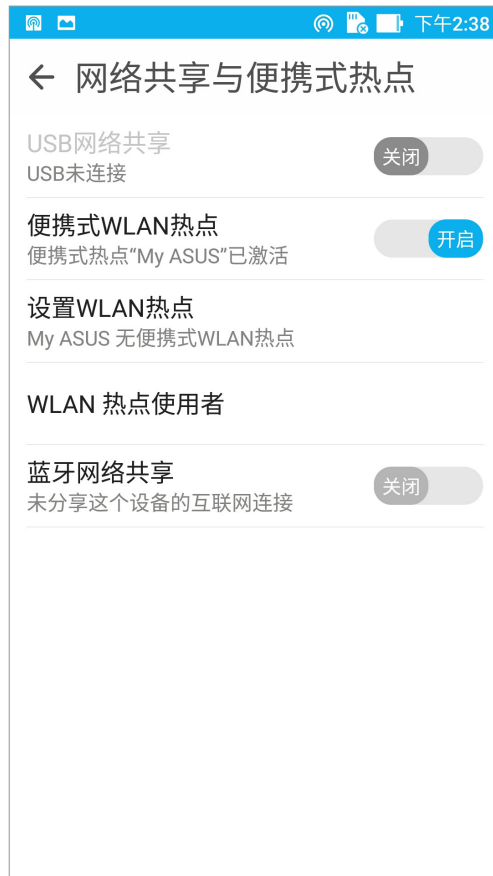 下午2:38
网络共享与便携式热点
USB网络共享
USB未连接
关闭
便携式WLAN热点
便携式热点“My ASUS”已激活
开启
设置WLAN热点
My ASUS 无便携式WLAN热点
WLAN 热点使用者
蓝牙网络共享
未分享这个设备的互联网连接
关闭